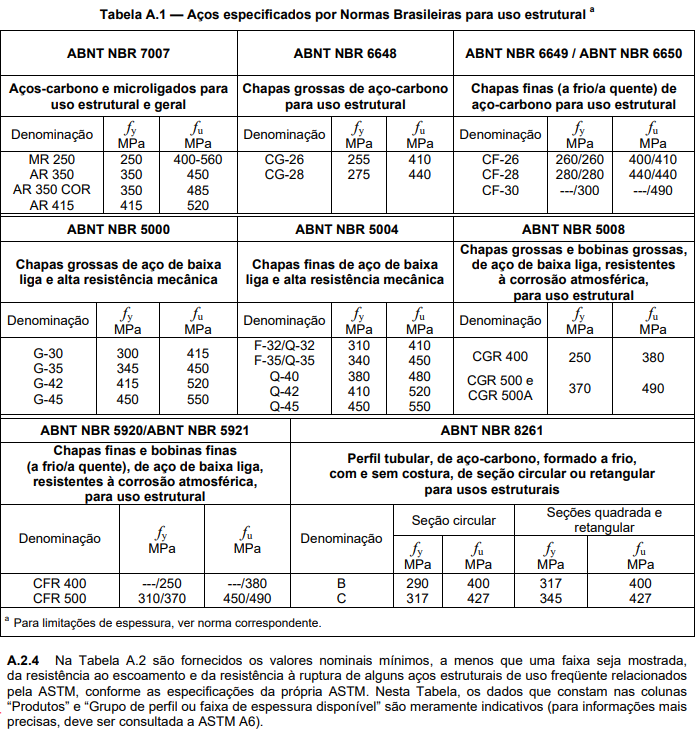 Tabela A.1 — Aços especificados por Normas Brasileiras para uso estrutural a
ABNT NBR 7007 ABNT NBR 6648 ABNT NBR 6649 / ABNT NBR 6650
Aços-carbono e microligados para
uso estrutural e geral
Chapas grossas de aço-carbono
para uso estrutural
Chapas finas (a frio/a quente) de
aço-carbono para uso estrutural
Denominação fy MPa fu MPa Denominação fy MPa fu MPa Denominação fy MPa fu MPa
MR 250 250 400-560 CG-26 255 410 CF-26 260/260 400/410
AR 350 350 450 CG-28 275 440 CF-28 280/280 440/440
AR 350 COR 350 485 CF-30 ---/300 ---/490
AR 415 415 520
ABNT NBR 5000 ABNT NBR 5004 ABNT NBR 5008
Chapas grossas de aço de baixa
liga e alta resistência mecânica
Chapas finas de aço de baixa
liga e alta resistência mecânica
Chapas grossas e bobinas grossas,
de aço de baixa liga, resistentes
à corrosão atmosférica,
para uso estrutural
Denominação fy MPa fu MPa Denominação fy MPa fu MPa Denominação fy MPa fu MPa
G-30 300 415
G-35 345 450
G-42 415 520
G-45 450 550
F-32/Q-32 310 410
F-35/Q-35 340 450
Q-40 380 480
Q-42 410 520
Q-45 450 550
CGR 400 250 380
CGR 500 e
CGR 500A 370 490
ABNT NBR 5920/ABNT NBR 5921 ABNT NBR 8261
Chapas finas e bobinas finas
(a frio/a quente), de aço de baixa liga,
resistentes à corrosão atmosférica,
para uso estrutural
Perfil tubular, de aço-carbono, formado a frio,
com e sem costura, de seção circular ou retangular
para usos estruturais
Denominação fy MPa fu MPa Denominação Seção circular Seções quadrada e
retangular
fy MPa fu MPa fy MPa fu MPa
CFR 400 ---/250 ---/380 B 290 400 317 400
CFR 500 310/370 450/490 C 317 427 345 427
a Para limitações de espessura, ver norma correspondente.
A.2.4 Na Tabela A.2 são fornecidos os valores nominais mínimos, a menos que uma faixa seja mostrada,
da resistência ao escoamento e da resistência à ruptura de alguns aços estruturais de uso freqüente relacionados
pela ASTM, conforme as especificações da própria ASTM. Nesta Tabela, os dados que constam nas colunas
“Produtos” e “Grupo de perfil ou faixa de espessura disponível” são meramente indicativos (para informações mais
precisas, deve ser consultada a ASTM A6).